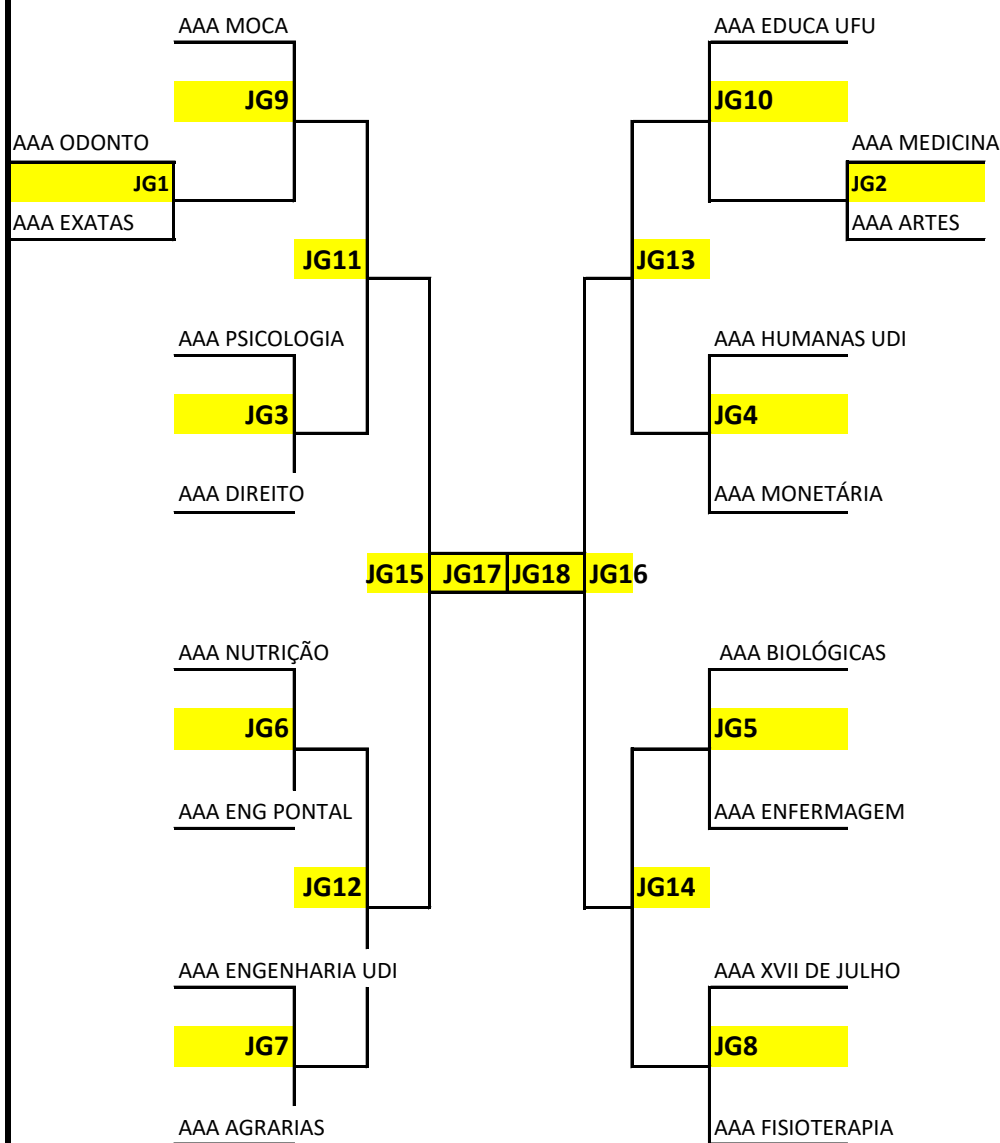 AAA MOCA AAA EDUCA UFU
JG9 JG10
AAA ODONTO AAA MEDICINA
JG1 JG2
AAA EXATAS AAA ARTES
JG11 JG13
AAA PSICOLOGIA AAA HUMANAS UDI
JG3 JG4
AAA DIREITO AAA MONETÁRIA
JG15 JG17 JG18 JG16
AAA NUTRIÇÃO AAA BIOLÓGICAS
JG6 JG5
AAA ENG PONTAL AAA ENFERMAGEM
JG12 JG14
AAA ENGENHARIA UDI AAA XVII DE JULHO
JG7 JG8
AAA AGRARIAS AAA FISIOTERAPIA